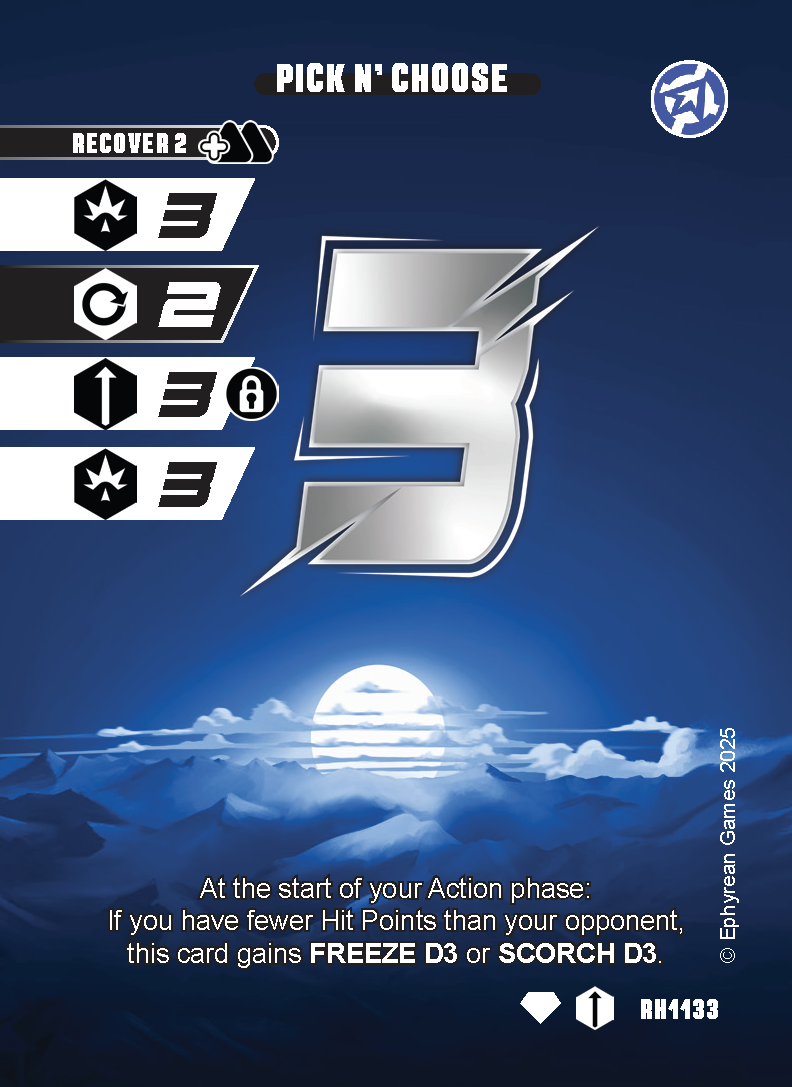 PICK N' CHOOSE
RECOVER 2
3
2
3
3
3
At the start of your Action phase:
If you have fewer Hit Points than your opponent,
this card gains FREEZE D3 or SCORCH D3.
© Ephyrean Games 2025
RH1133